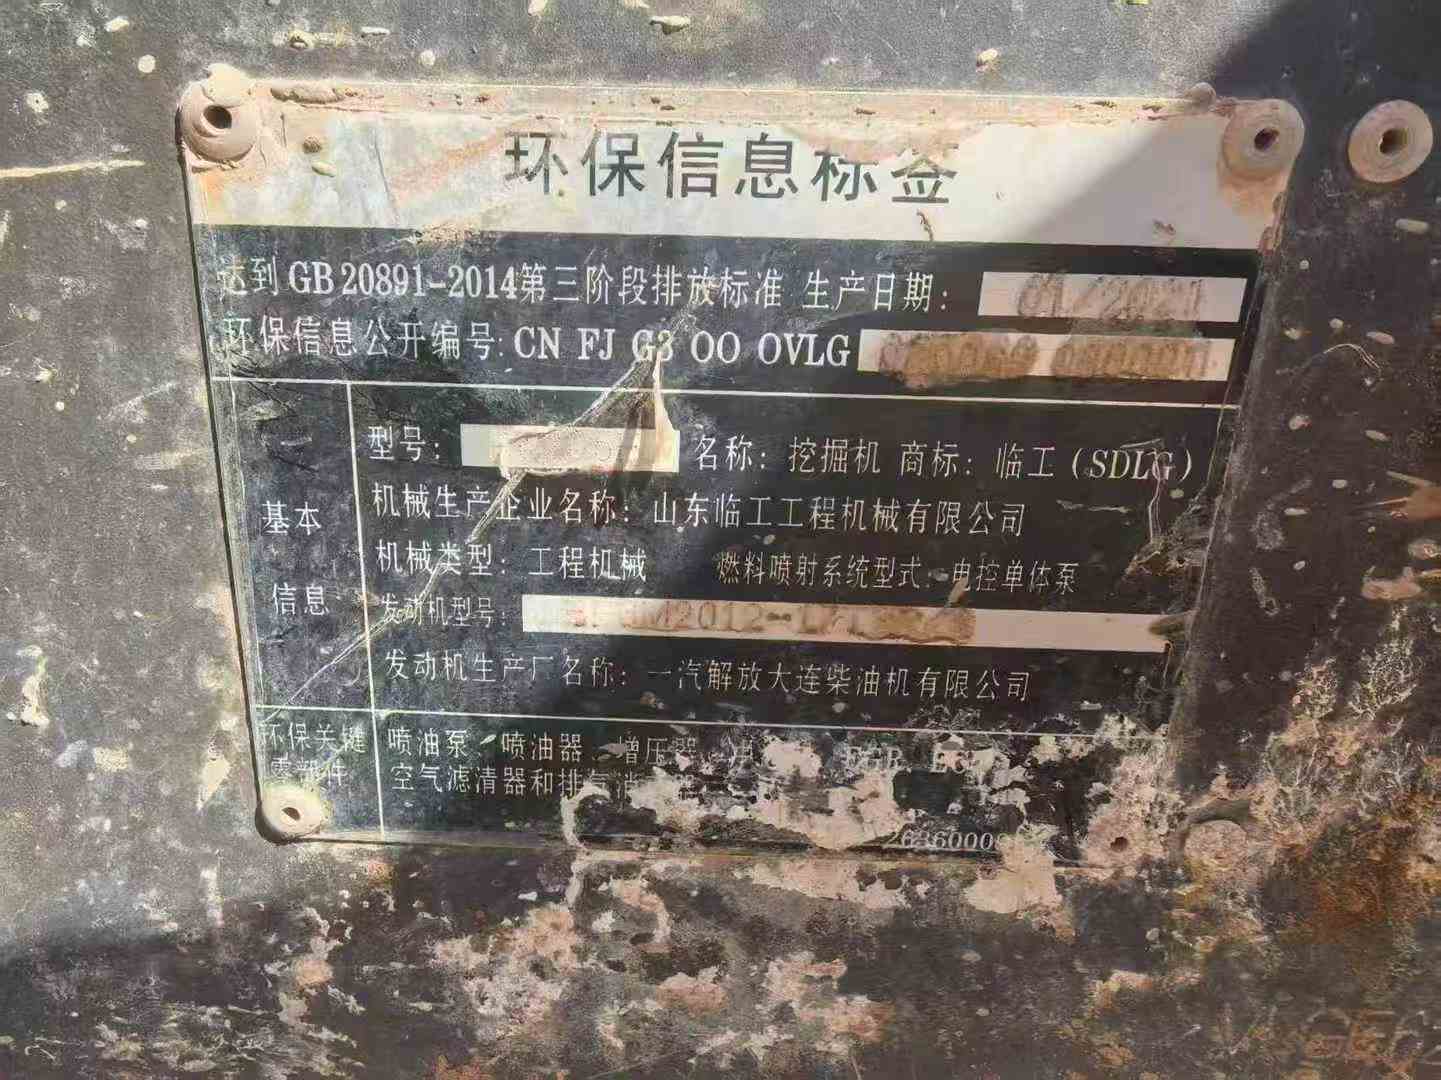 环保信息标签
达到GB 20891-2014第三阶段排放标准 生产日期:
环保信息公开编号: CN FJ G3 OO OVLG
基本信息
型号: 名称: 挖掘机 商标: 临工(SDLG)
机械生产企业名称: 山东临工工程机械有限公司
机械类型: 工程机械 燃料喷射系统型式: 电控单体泵
发动机型号:
发动机生产厂名称: 一汽解放大连柴油机有限公司
环保关键零部件
喷油泵、喷油器、增压器
空气滤清器和排气消